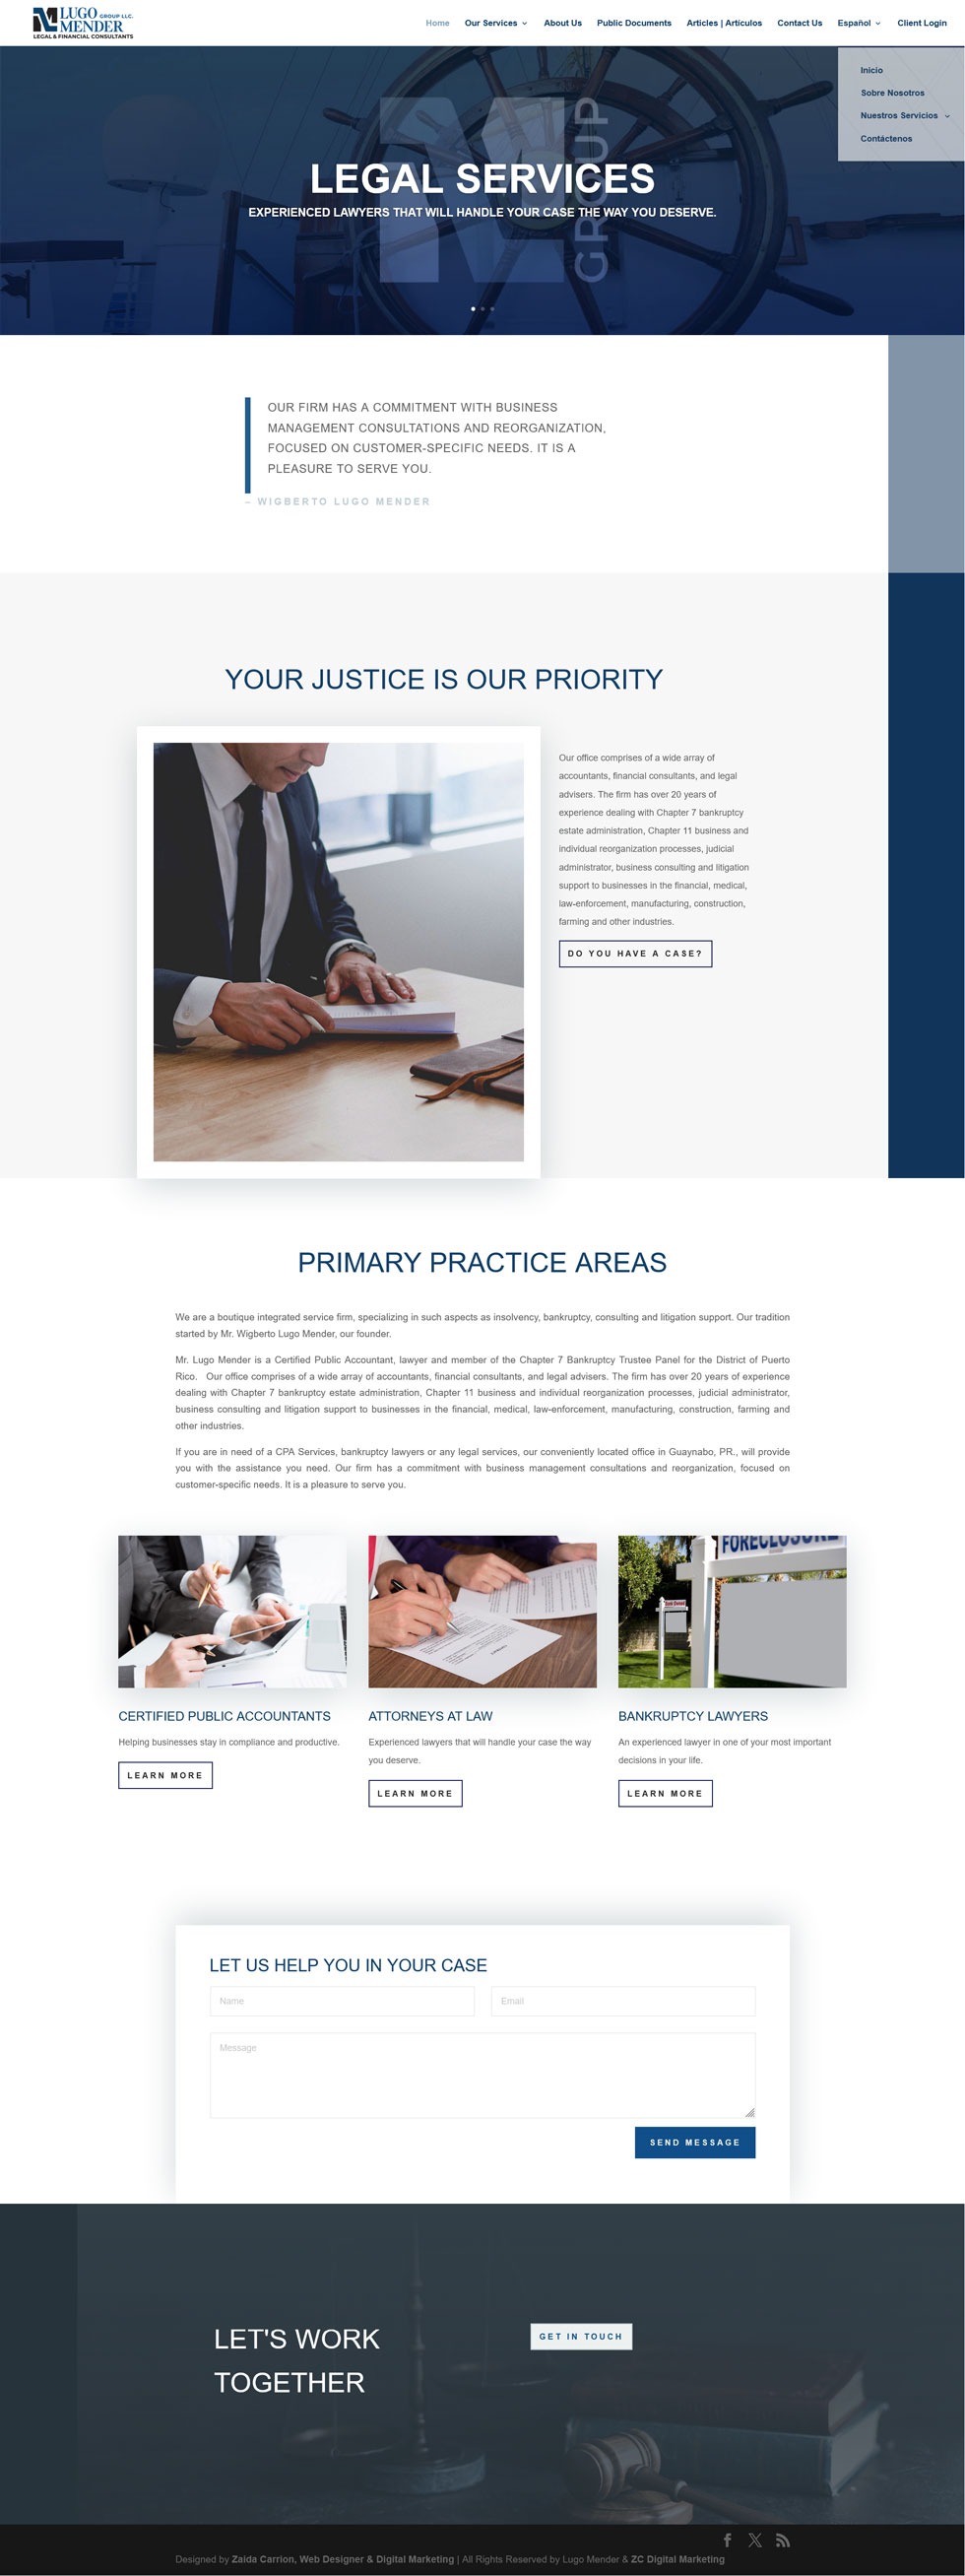 LUGO GROUP LLC.
MENDER
LEGAL & FINANCIAL CONSULTANTS
Home
Our Services
About Us
Public Documents
Articles | Artículos
Contact Us
Español
Client Login
Inicio
Sobre Nosotros
Nuestros Servicios
Contáctenos
GROUP
LEGAL SERVICES
EXPERIENCED LAWYERS THAT WILL HANDLE YOUR CASE THE WAY YOU DESERVE.
OUR FIRM HAS A COMMITMENT WITH BUSINESS
MANAGEMENT CONSULTATIONS AND REORGANIZATION,
FOCUSED ON CUSTOMER-SPECIFIC NEEDS. IT IS A
PLEASURE TO SERVE YOU.
– WIGBERTO LUGO MENDER
YOUR JUSTICE IS OUR PRIORITY
Our office comprises of a wide array of
accountants, financial consultants, and legal
advisers. The firm has over 20 years of
experience dealing with Chapter 7 bankruptcy
estate administration, Chapter 11 business and
individual reorganization processes, judicial
administrator, business consulting and litigation
support to businesses in the financial, medical,
law-enforcement, manufacturing, construction,
farming and other industries.
DO YOU HAVE A CASE?
PRIMARY PRACTICE AREAS
We are a boutique integrated service firm, specializing in such aspects as insolvency, bankruptcy, consulting and litigation support. Our tradition
started by Mr. Wigberto Lugo Mender, our founder.
Mr. Lugo Mender is a Certified Public Accountant, lawyer and member of the Chapter 7 Bankruptcy Trustee Panel for the District of Puerto
Rico. Our office comprises of a wide array of accountants, financial consultants, and legal advisers. The firm has over 20 years of experience
dealing with Chapter 7 bankruptcy estate administration, Chapter 11 business and individual reorganization processes, judicial administrator,
business consulting and litigation support to businesses in the financial, medical, law-enforcement, manufacturing, construction, farming and
other industries.
If you are in need of a CPA Services, bankruptcy lawyers or any legal services, our conveniently located office in Guaynabo, PR., will provide
you with the assistance you need. Our firm has a commitment with business management consultations and reorganization, focused on
customer-specific needs. It is a pleasure to serve you.
FORECLOSURE
CERTIFIED PUBLIC ACCOUNTANTS
Helping businesses stay in compliance and productive.
LEARN MORE
ATTORNEYS AT LAW
Experienced lawyers that will handle your case the way
you deserve.
LEARN MORE
BANKRUPTCY LAWYERS
An experienced lawyer in one of your most important
decisions in your life.
LEARN MORE
LET US HELP YOU IN YOUR CASE
Name
Email
Message
SEND MESSAGE
LET'S WORK
TOGETHER
GET IN TOUCH
Designed by Zaida Carrion, Web Designer & Digital Marketing | All Rights Reserved by Lugo Mender & ZC Digital Marketing